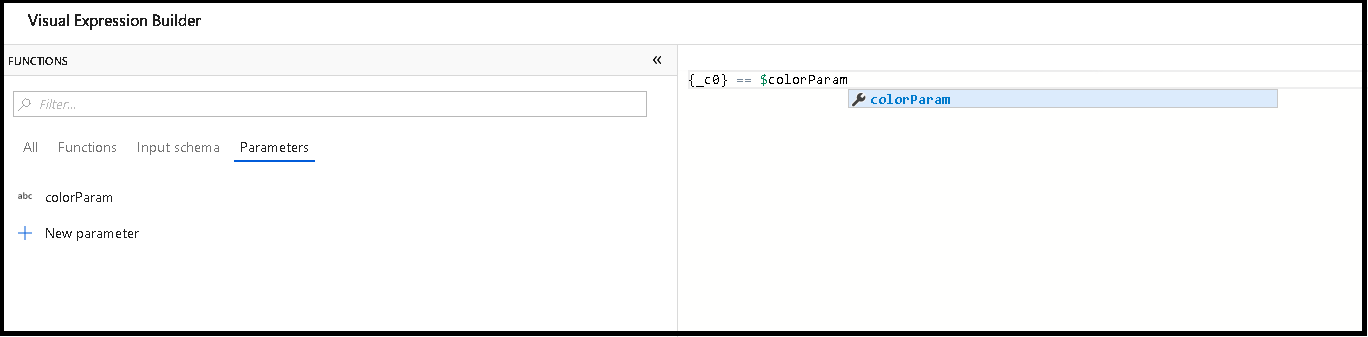 Visual Expression Builder
FUNCTIONS
«
Filter...
All Functions Input schema Parameters
abc colorParam
+ New parameter
{_c0} == $colorParam
colorParam